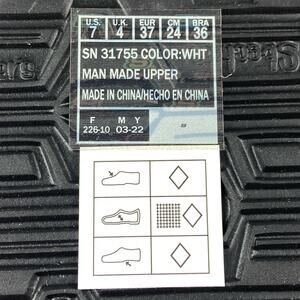 U.S. U.K. EUR CM BRA
7 4 37 24 36
SN 31755 COLOR:WHT
MAN MADE UPPER
MADE IN CHINA/HECHO EN CHINA
F M Y
226-10 03-22